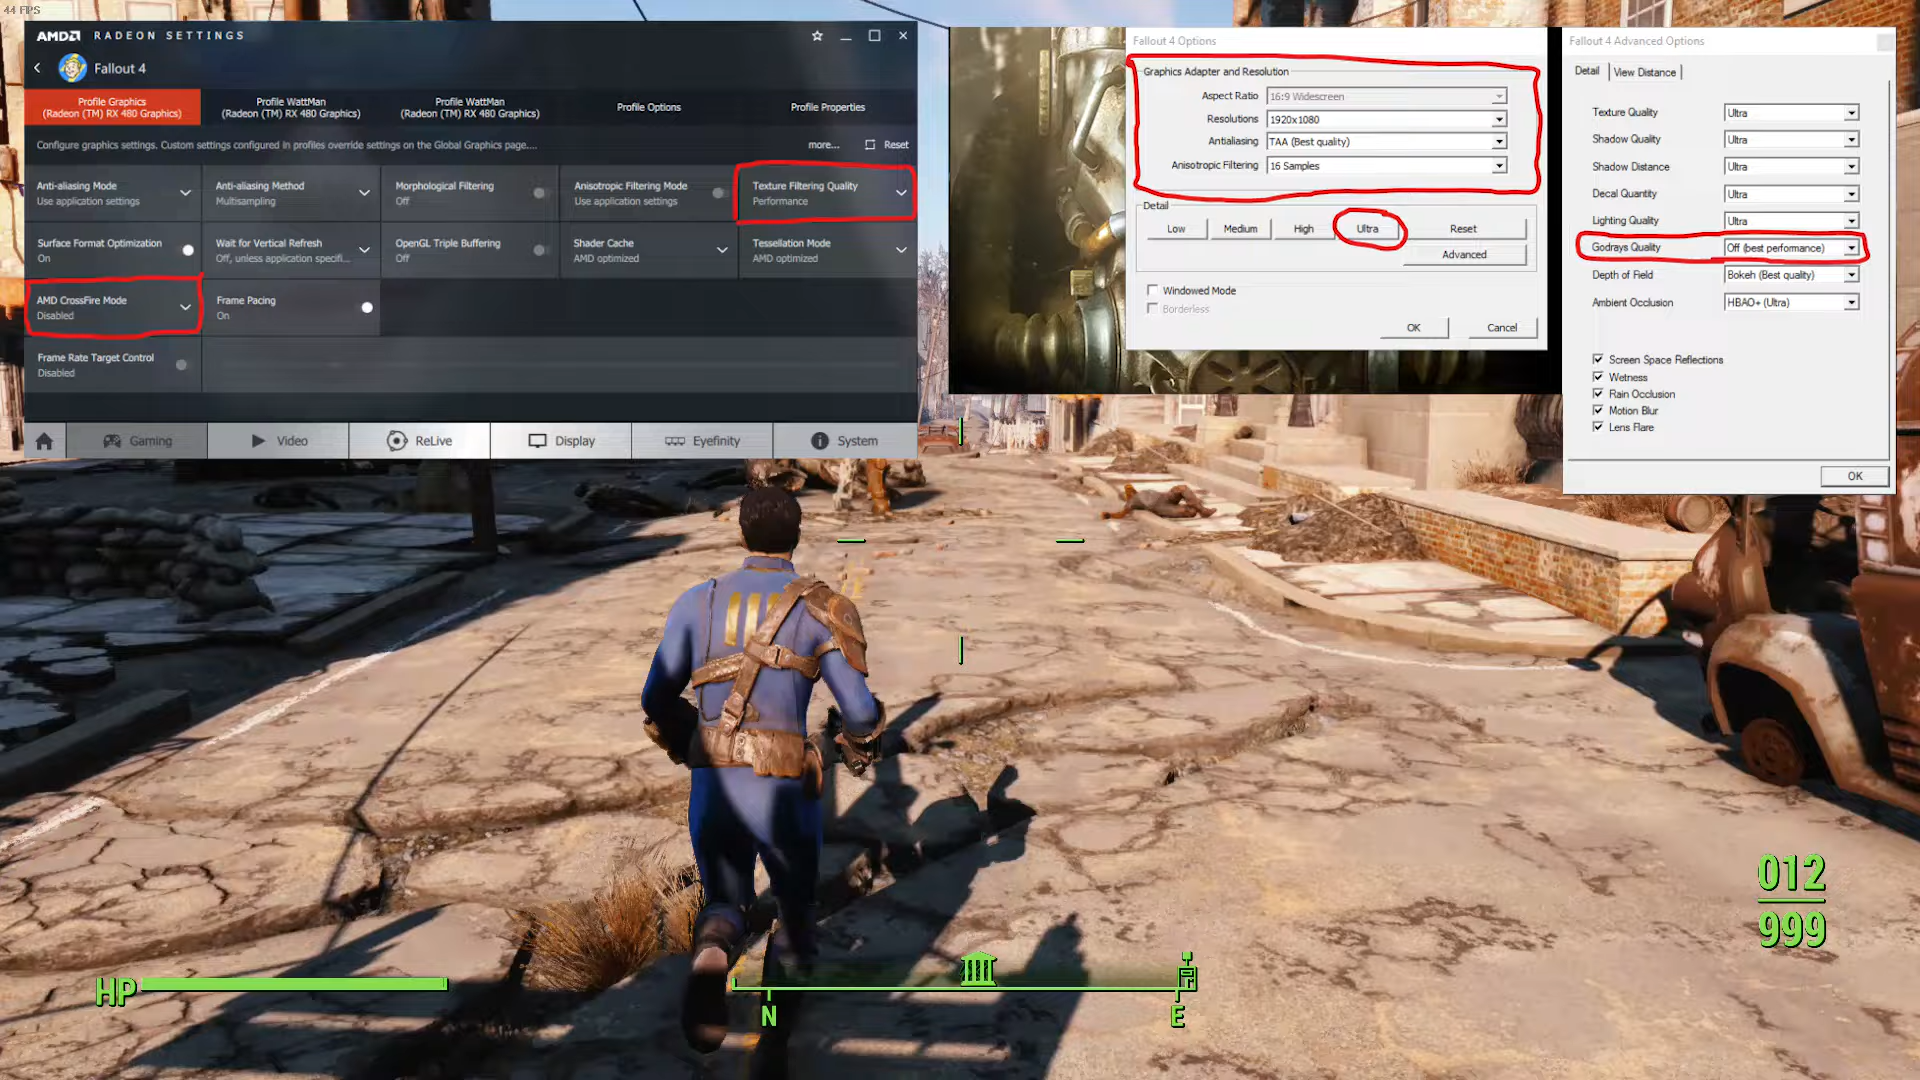 44 FPS
AMD RADEON SETTINGS
Fallout 4
Profile Graphics
(Radeon (TM) RX 480 Graphics)
Profile WattMan
(Radeon (TM) RX 480 Graphics)
Profile WattMan
(Radeon (TM) RX 480 Graphics)
Profile Options
Profile Properties
Configure graphics settings. Custom settings configured in profiles override settings on the Global Graphics page....
more...
Reset
Anti-aliasing Mode
Use application settings
Anti-aliasing Method
Multisampling
Morphological Filtering
Off
Anisotropic Filtering Mode
Use application settings
Texture Filtering Quality
Performance
Surface Format Optimization
On
Wait for Vertical Refresh
Off, unless application specifi...
OpenGL Triple Buffering
Off
Shader Cache
AMD optimized
Tessellation Mode
AMD optimized
AMD CrossFire Mode
Disabled
Frame Pacing
On
Frame Rate Target Control
Disabled
Gaming
Video
ReLive
Display
Eyefinity
System
Fallout 4 Options
Graphics Adapter and Resolution
Aspect Ratio 16:9 Widescreen
Resolutions 1920x1080
Antialiasing TAA (Best quality)
Anisotropic Filtering 16 Samples
Detail
Low Medium High Ultra Reset
Advanced
Windowed Mode
Borderless
OK Cancel
Fallout 4 Advanced Options
Detail View Distance
Texture Quality Ultra
Shadow Quality Ultra
Shadow Distance Ultra
Decal Quantity Ultra
Lighting Quality Ultra
Godrays Quality Off (best performance)
Depth of Field Bokeh (Best quality)
Ambient Occlusion HBAO+ (Ultra)
Screen Space Reflections
Wetness
Rain Occlusion
Motion Blur
Lens Flare
OK
012
999
HP
N
E